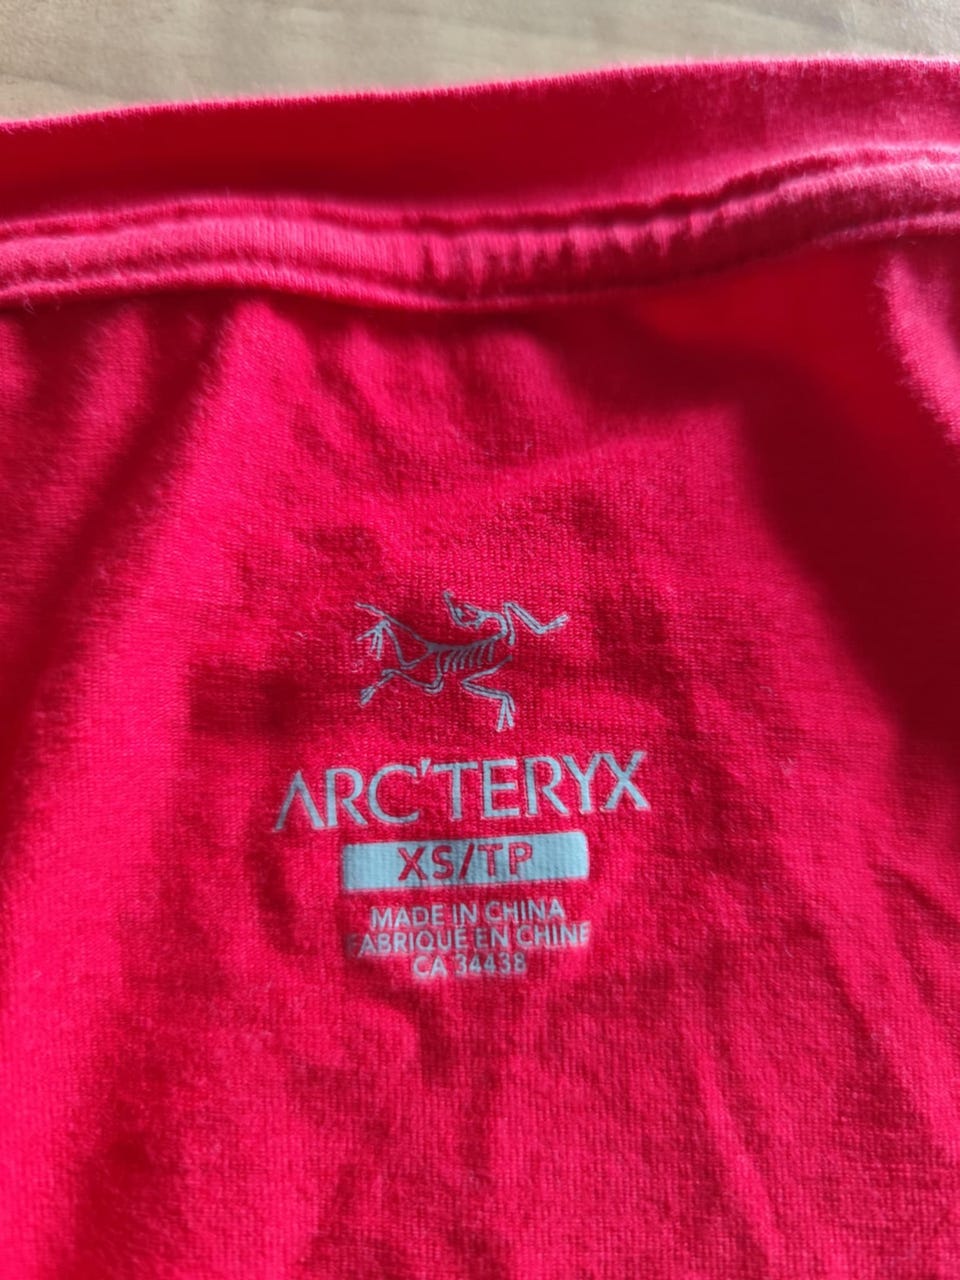 ARC'TERYX
XS/TP
MADE IN CHINA
FABRIQUÉ EN CHINE
CA 34438